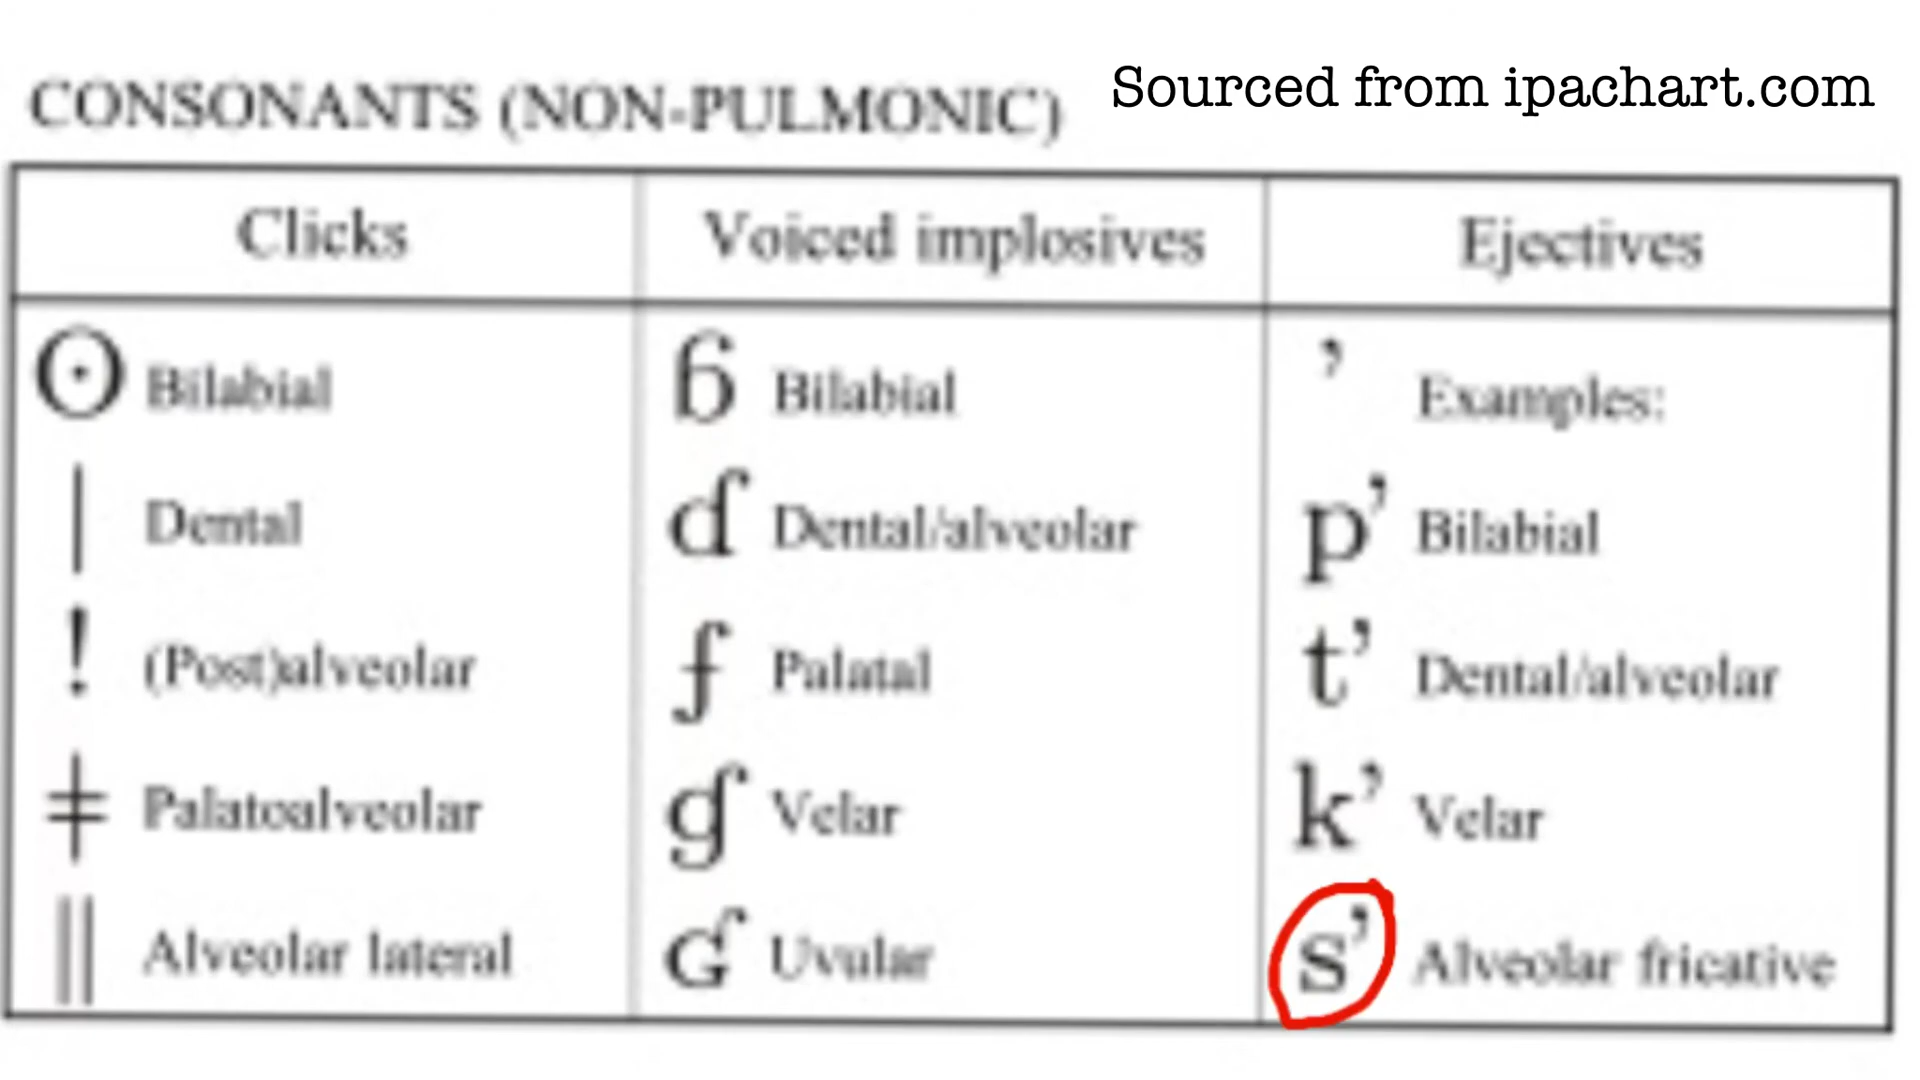 CONSONANTS (NON-PULMONIC)
Sourced from ipachart.com
Clicks Voiced implosives Ejectives
ʘ Bilabial ɓ Bilabial ʼ Examples:
ǀ Dental ɗ Dental/alveolar pʼ Bilabial
ǃ (Post)alveolar ʄ Palatal tʼ Dental/alveolar
ǂ Palatoalveolar ɠ Velar kʼ Velar
ǁ Alveolar lateral ʛ Uvular sʼ Alveolar fricative